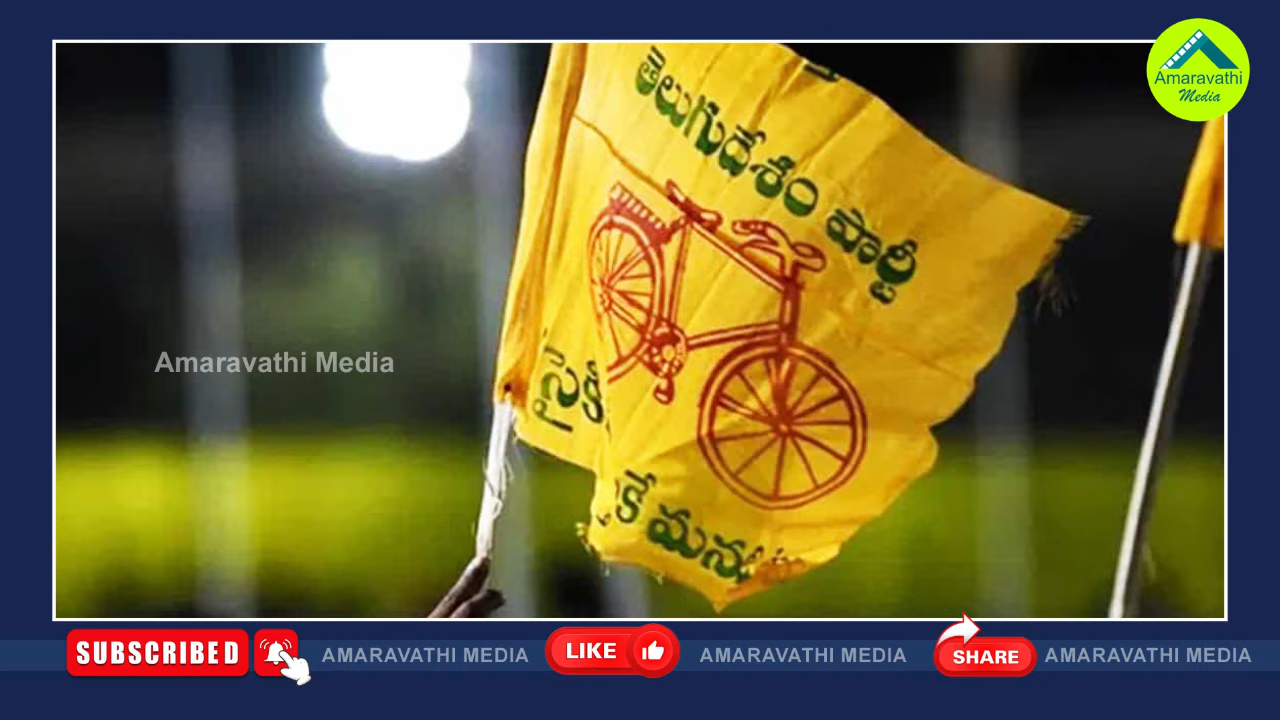 Amaravathi
Media
తెలుగుదేశం పార్టీ
Amaravathi Media
SUBSCRIBED
AMARAVATHI MEDIA
LIKE
AMARAVATHI MEDIA
SHARE
AMARAVATHI MEDIA